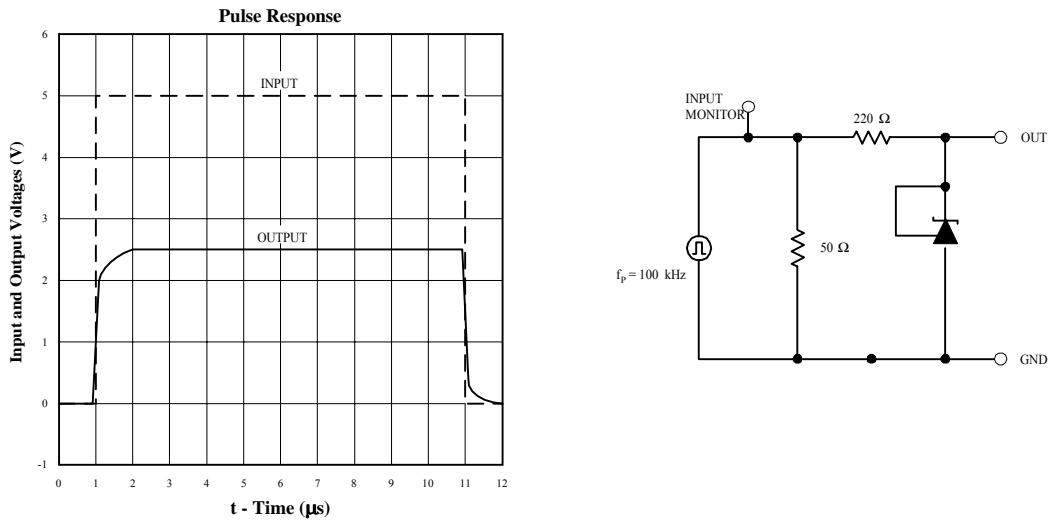 Pulse Response
Input and Output Voltages (V)
6
5
4
3
2
1
0
-1
INPUT
OUTPUT
0 1 2 3 4 5 6 7 8 9 10 11 12
t - Time (μs)
INPUT
MONITOR
220 Ω
OUT
50 Ω
fP = 100 kHz
GND